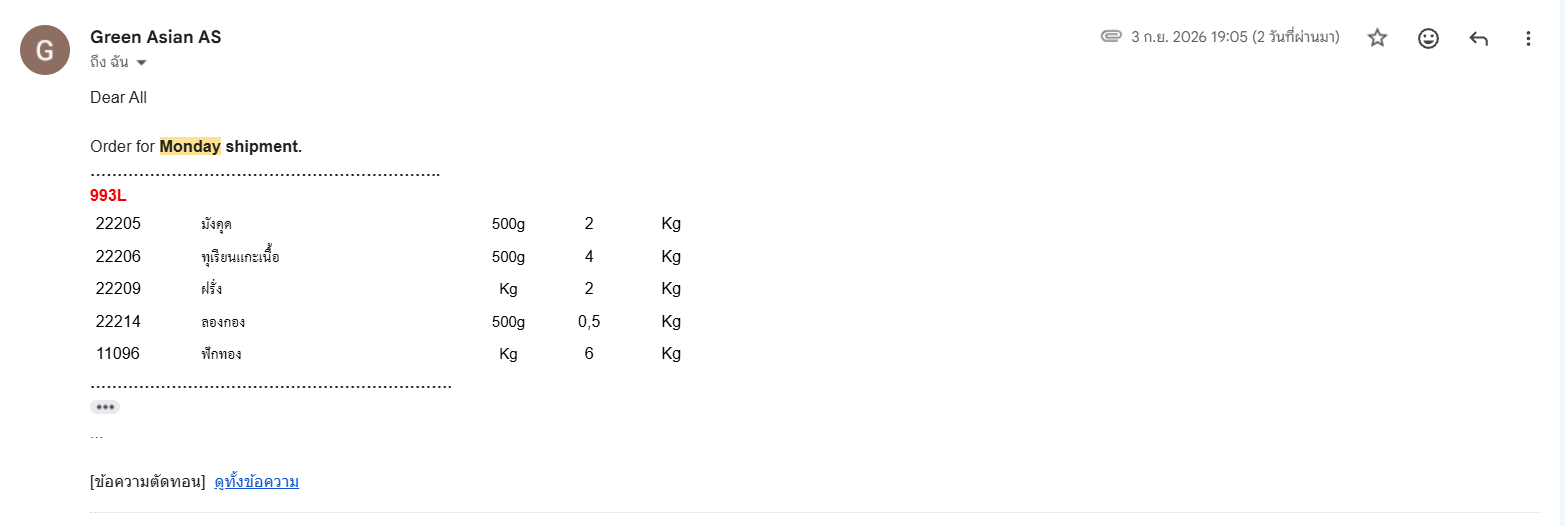 G
Green Asian AS
3 ก.ย. 2026 19:05 (2 วันที่ผ่านมา)
ถึง ฉัน
Dear All
Order for Monday shipment.
……………………………………………………….
993L
22205 มังคุด 500g 2 Kg
22206 ทุเรียนแกะเนื้อ 500g 4 Kg
22209 ฝรั่ง Kg 2 Kg
22214 ลองกอง 500g 0,5 Kg
11096 ฟักทอง Kg 6 Kg
………………………………………………………….
...
[ข้อความตัดทอน] ดูทั้งข้อความ